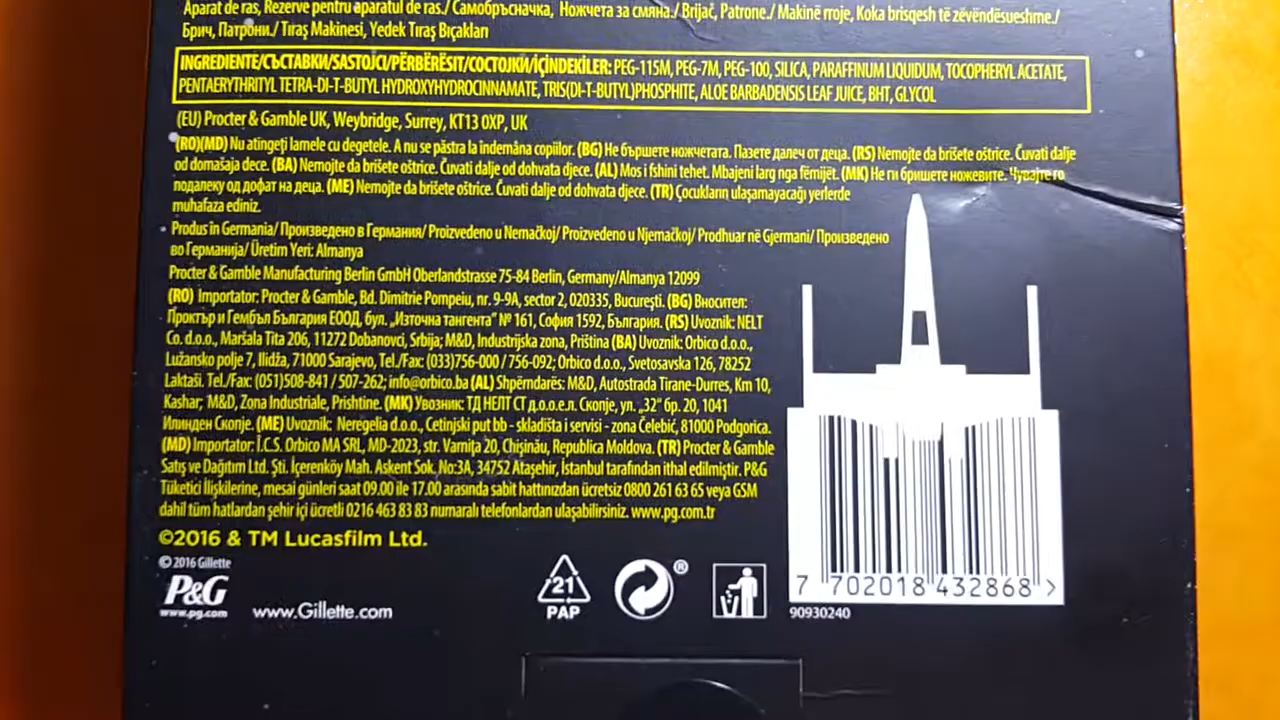 Aparat de ras, Rezerve pentru aparatul de ras./ Самобръсначка, Ножчета за смяна./ Brijač, Patrone./ Makinë rroje, Koka brisqesh të zëvendësueshme./
Брич, Патрони./ Tıraş Makinesi, Yedek Tıraş Bıçakları
INGREDIENTE/СЪСТАВКИ/SASTOJCI/PËRBËRËSIT/СОСТОЈКИ/İÇİNDEKİLER: PEG-115M, PEG-7M, PEG-100, SILICA, PARAFFINUM LIQUIDUM, TOCOPHERYL ACETATE,
PENTAERYTHRITYL TETRA-DI-T-BUTYL HYDROXYHYDROCINNAMATE, TRIS(DI-T-BUTYL)PHOSPHITE, ALOE BARBADENSIS LEAF JUICE, BHT, GLYCOL
(EU) Procter & Gamble UK, Weybridge, Surrey, KT13 0XP, UK
(RO)(MD) Nu atingeți lamele cu degetele. A nu se păstra la îndemâna copiilor. (BG) Не бършете ножчетата. Пазете далеч от деца. (RS) Nemojte da brišete oštrice. Čuvati dalje
od domašaja dece. (BA) Nemojte da brišete oštrice. Čuvati dalje od dohvata djece. (AL) Mos i fshini tehet. Mbajeni larg nga fëmijët. (MK) Не ги бришете ножевите. Чувајте го
подалеку од дофат на деца. (ME) Nemojte da brišete oštrice. Čuvati dalje od dohvata djece. (TR) Çocukların ulaşamayacağı yerlerde
muhafaza ediniz.
Produs în Germania/ Произведено в Германия/ Proizvedeno u Nemačkoj/ Proizvedeno u Njemačkoj/ Prodhuar në Gjermani/ Произведено
во Германија/ Üretim Yeri: Almanya
Procter & Gamble Manufacturing Berlin GmbH Oberlandstrasse 75-84 Berlin, Germany/Almanya 12099
(RO) Importator: Procter & Gamble, Bd. Dimitrie Pompeiu, nr. 9-9A, sector 2, 020335, București. (BG) Вносител:
Проктър и Гембъл България ЕООД, бул. „Източна тангента" № 161, София 1592, България. (RS) Uvoznik: NELT
Co. d.o.o., Maršala Tita 206, 11272 Dobanovci, Srbija; M&D, Industrijska zona, Priština (BA) Uvoznik: Orbico d.o.o.,
Lužansko polje 7, Ilidža, 71000 Sarajevo, Tel./Fax: (033)756-000 / 756-092; Orbico d.o.o., Svetosavska 126, 78252
Laktaši. Tel./Fax: (051)508-841 / 507-262; info@orbico.ba (AL) Shpërndarës: M&D, Autostrada Tirane-Durres, Km 10,
Kashar; M&D, Zona Industriale, Prishtine. (MK) Увозник: ТД НЕЛТ СТ д.о.о.е.л. Скопје, ул. „32" бр. 20, 1041
Илинден Скопје. (ME) Uvoznik: Neregelia d.o.o., Cetinjski put bb - skladišta i servisi - zona Čelebić, 81000 Podgorica.
(MD) Importator: Î.C.S. Orbico MA SRL, MD-2023, str. Varnița 20, Chișinău, Republica Moldova. (TR) Procter & Gamble
Satış ve Dağıtım Ltd. Şti. İçerenköy Mah. Askent Sok. No:3A, 34752 Ataşehir, İstanbul tarafından ithal edilmiştir. P&G
Tüketici İlişkilerine, mesai günleri saat 09.00 ile 17.00 arasında sabit hattınızdan ücretsiz 0800 261 63 65 veya GSM
dahil tüm hatlardan şehir içi ücretli 0216 463 83 83 numaralı telefonlardan ulaşabilirsiniz. www.pg.com.tr
©2016 & TM Lucasfilm Ltd.
© 2016 Gillette
P&G
www.pg.com
www.Gillette.com
21
PAP
®
7 702018 432868 >
90930240